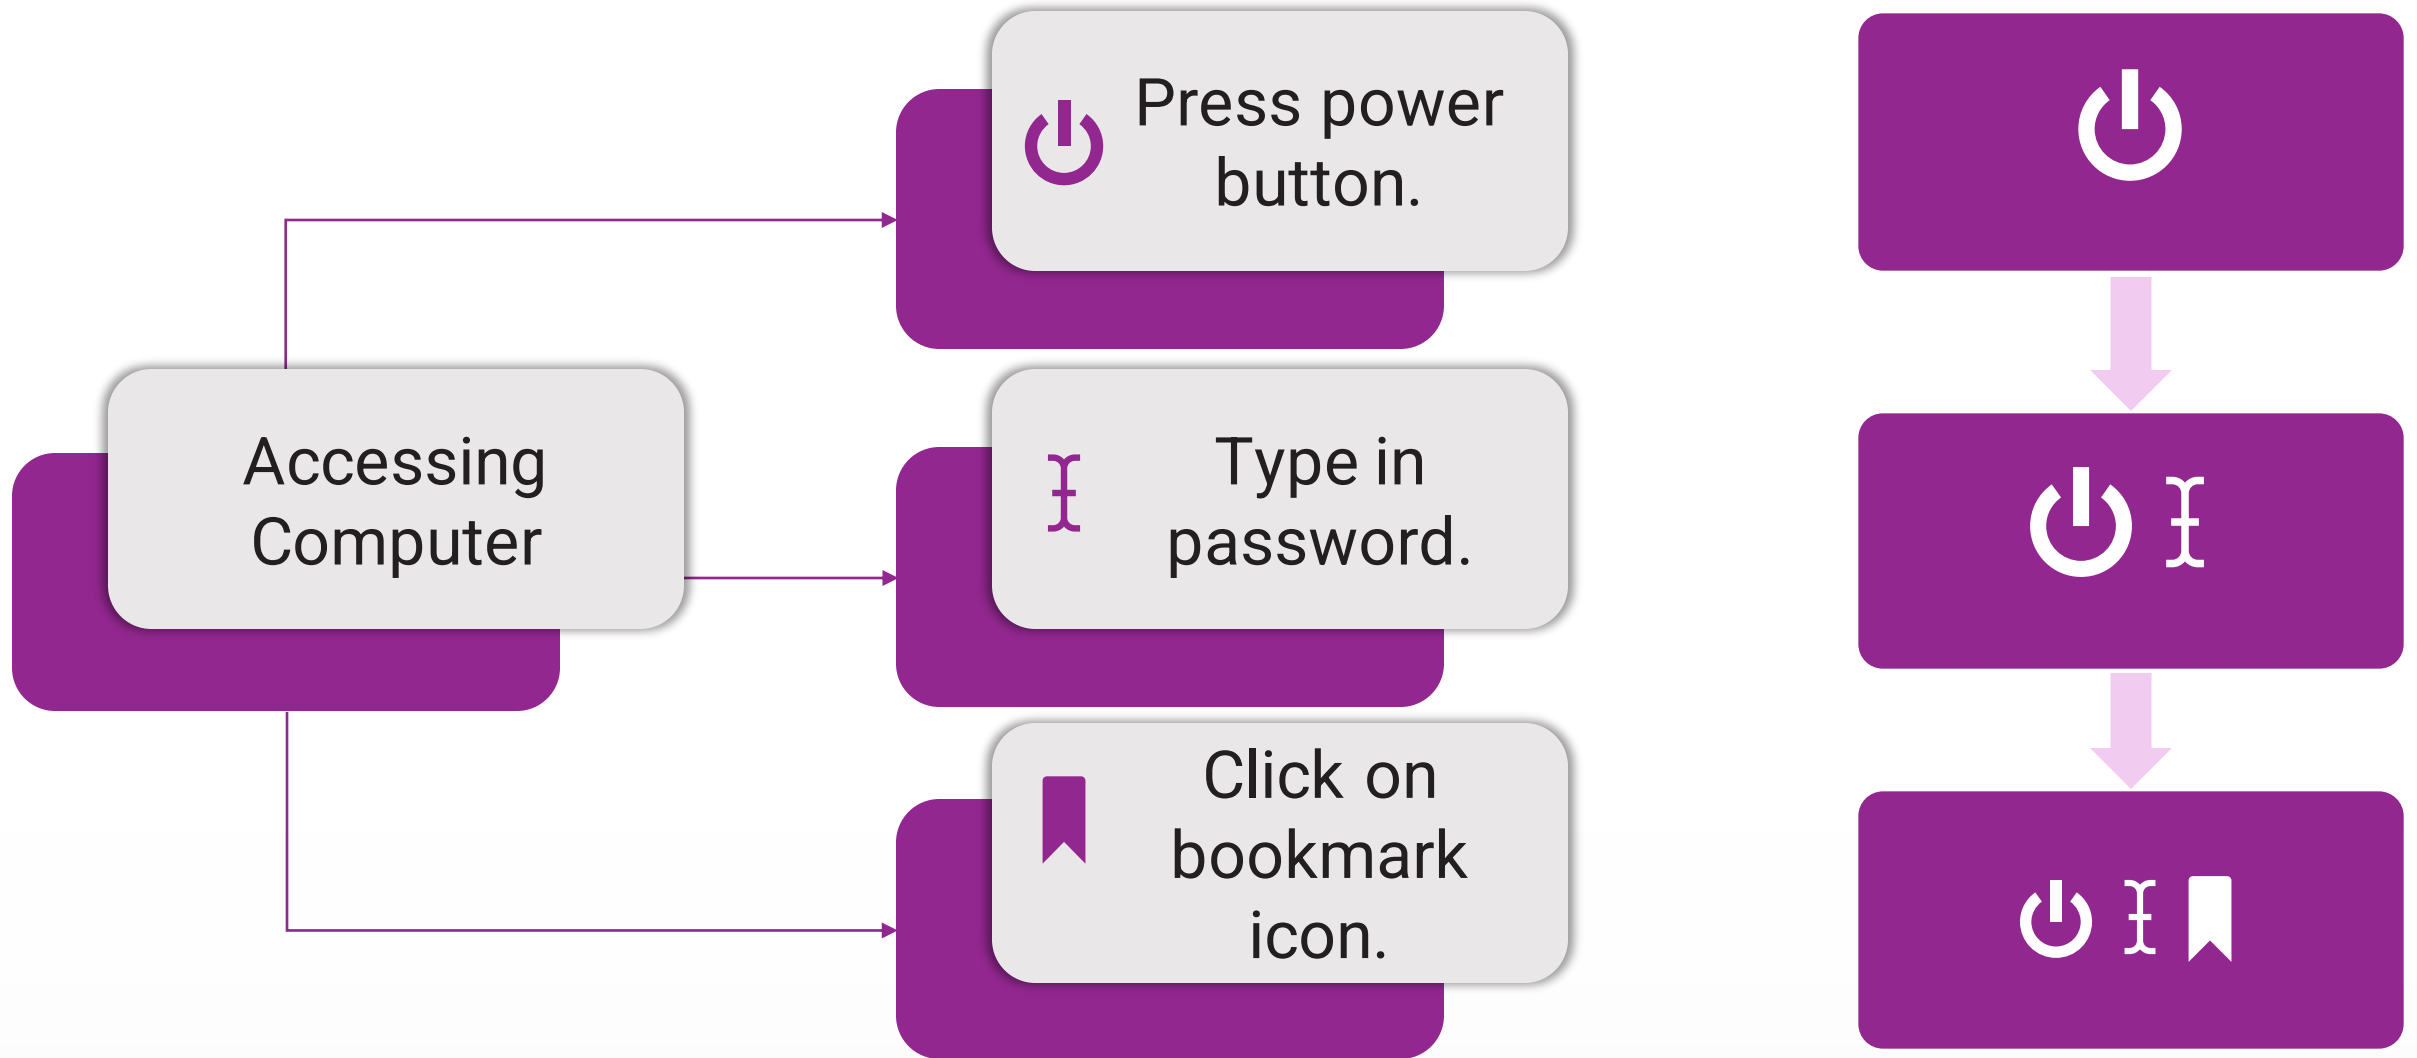 Press power
button.
Accessing
Computer
Type in
password.
Click on
bookmark
icon.